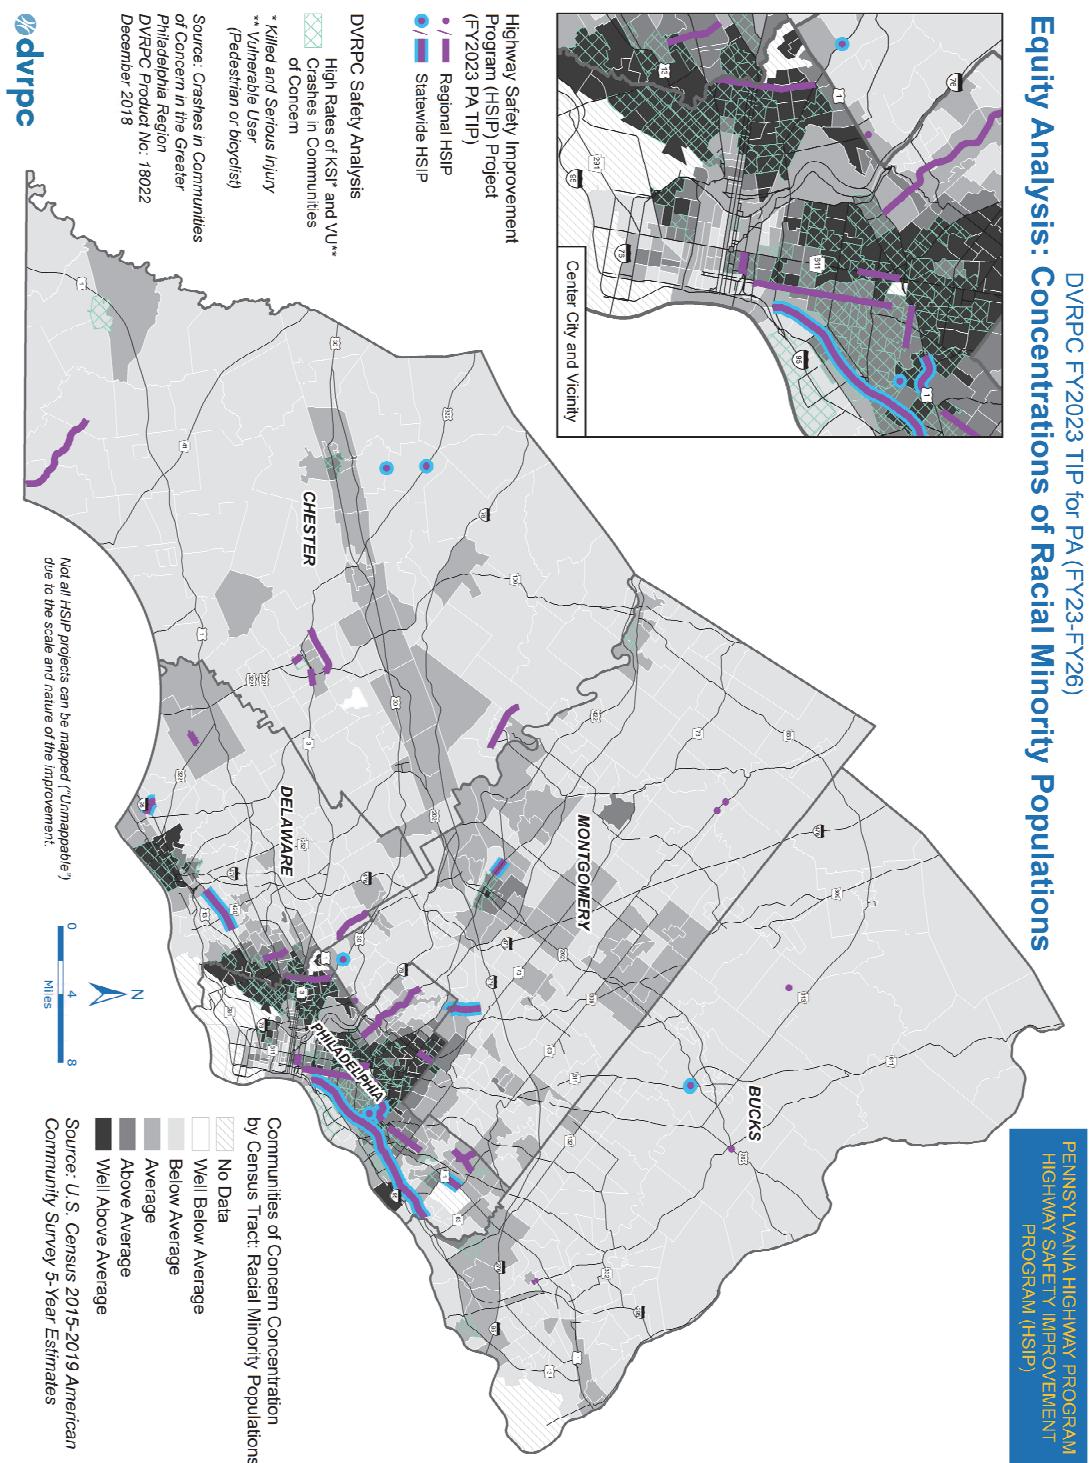 DVRPC FY2023 TIP for PA (FY23-FY26)
Equity Analysis: Concentrations of Racial Minority Populations
PENNSYLVANIA HIGHWAY PROGRAM
HIGHWAY SAFETY IMPROVEMENT
PROGRAM (HSIP)
Center City and Vicinity
Highway Safety Improvement
Program (HSIP) Project
(FY2023 PA TIP)
Regional HSIP
Statewide HSIP
DVRPC Safety Analysis
High Rates of KSI* and VU**
Crashes in Communities
of Concern
* Killed and Serious Injury
** Vulnerable User
(Pedestrian or bicyclist)
Source: Crashes in Communities
of Concern in the Greater
Philadelphia Region
DVRPC Product No: 18022
December 2018
dvrpc
CHESTER
DELAWARE
MONTGOMERY
PHILADELPHIA
BUCKS
Not all HSIP projects can be mapped ("Unmappable")
due to the scale and nature of the improvement.
0 4 8
Miles
N
Communities of Concern Concentration
by Census Tract: Racial Minority Populations
No Data
Well Below Average
Below Average
Average
Above Average
Well Above Average
Source: U.S. Census 2015-2019 American
Community Survey 5-Year Estimates